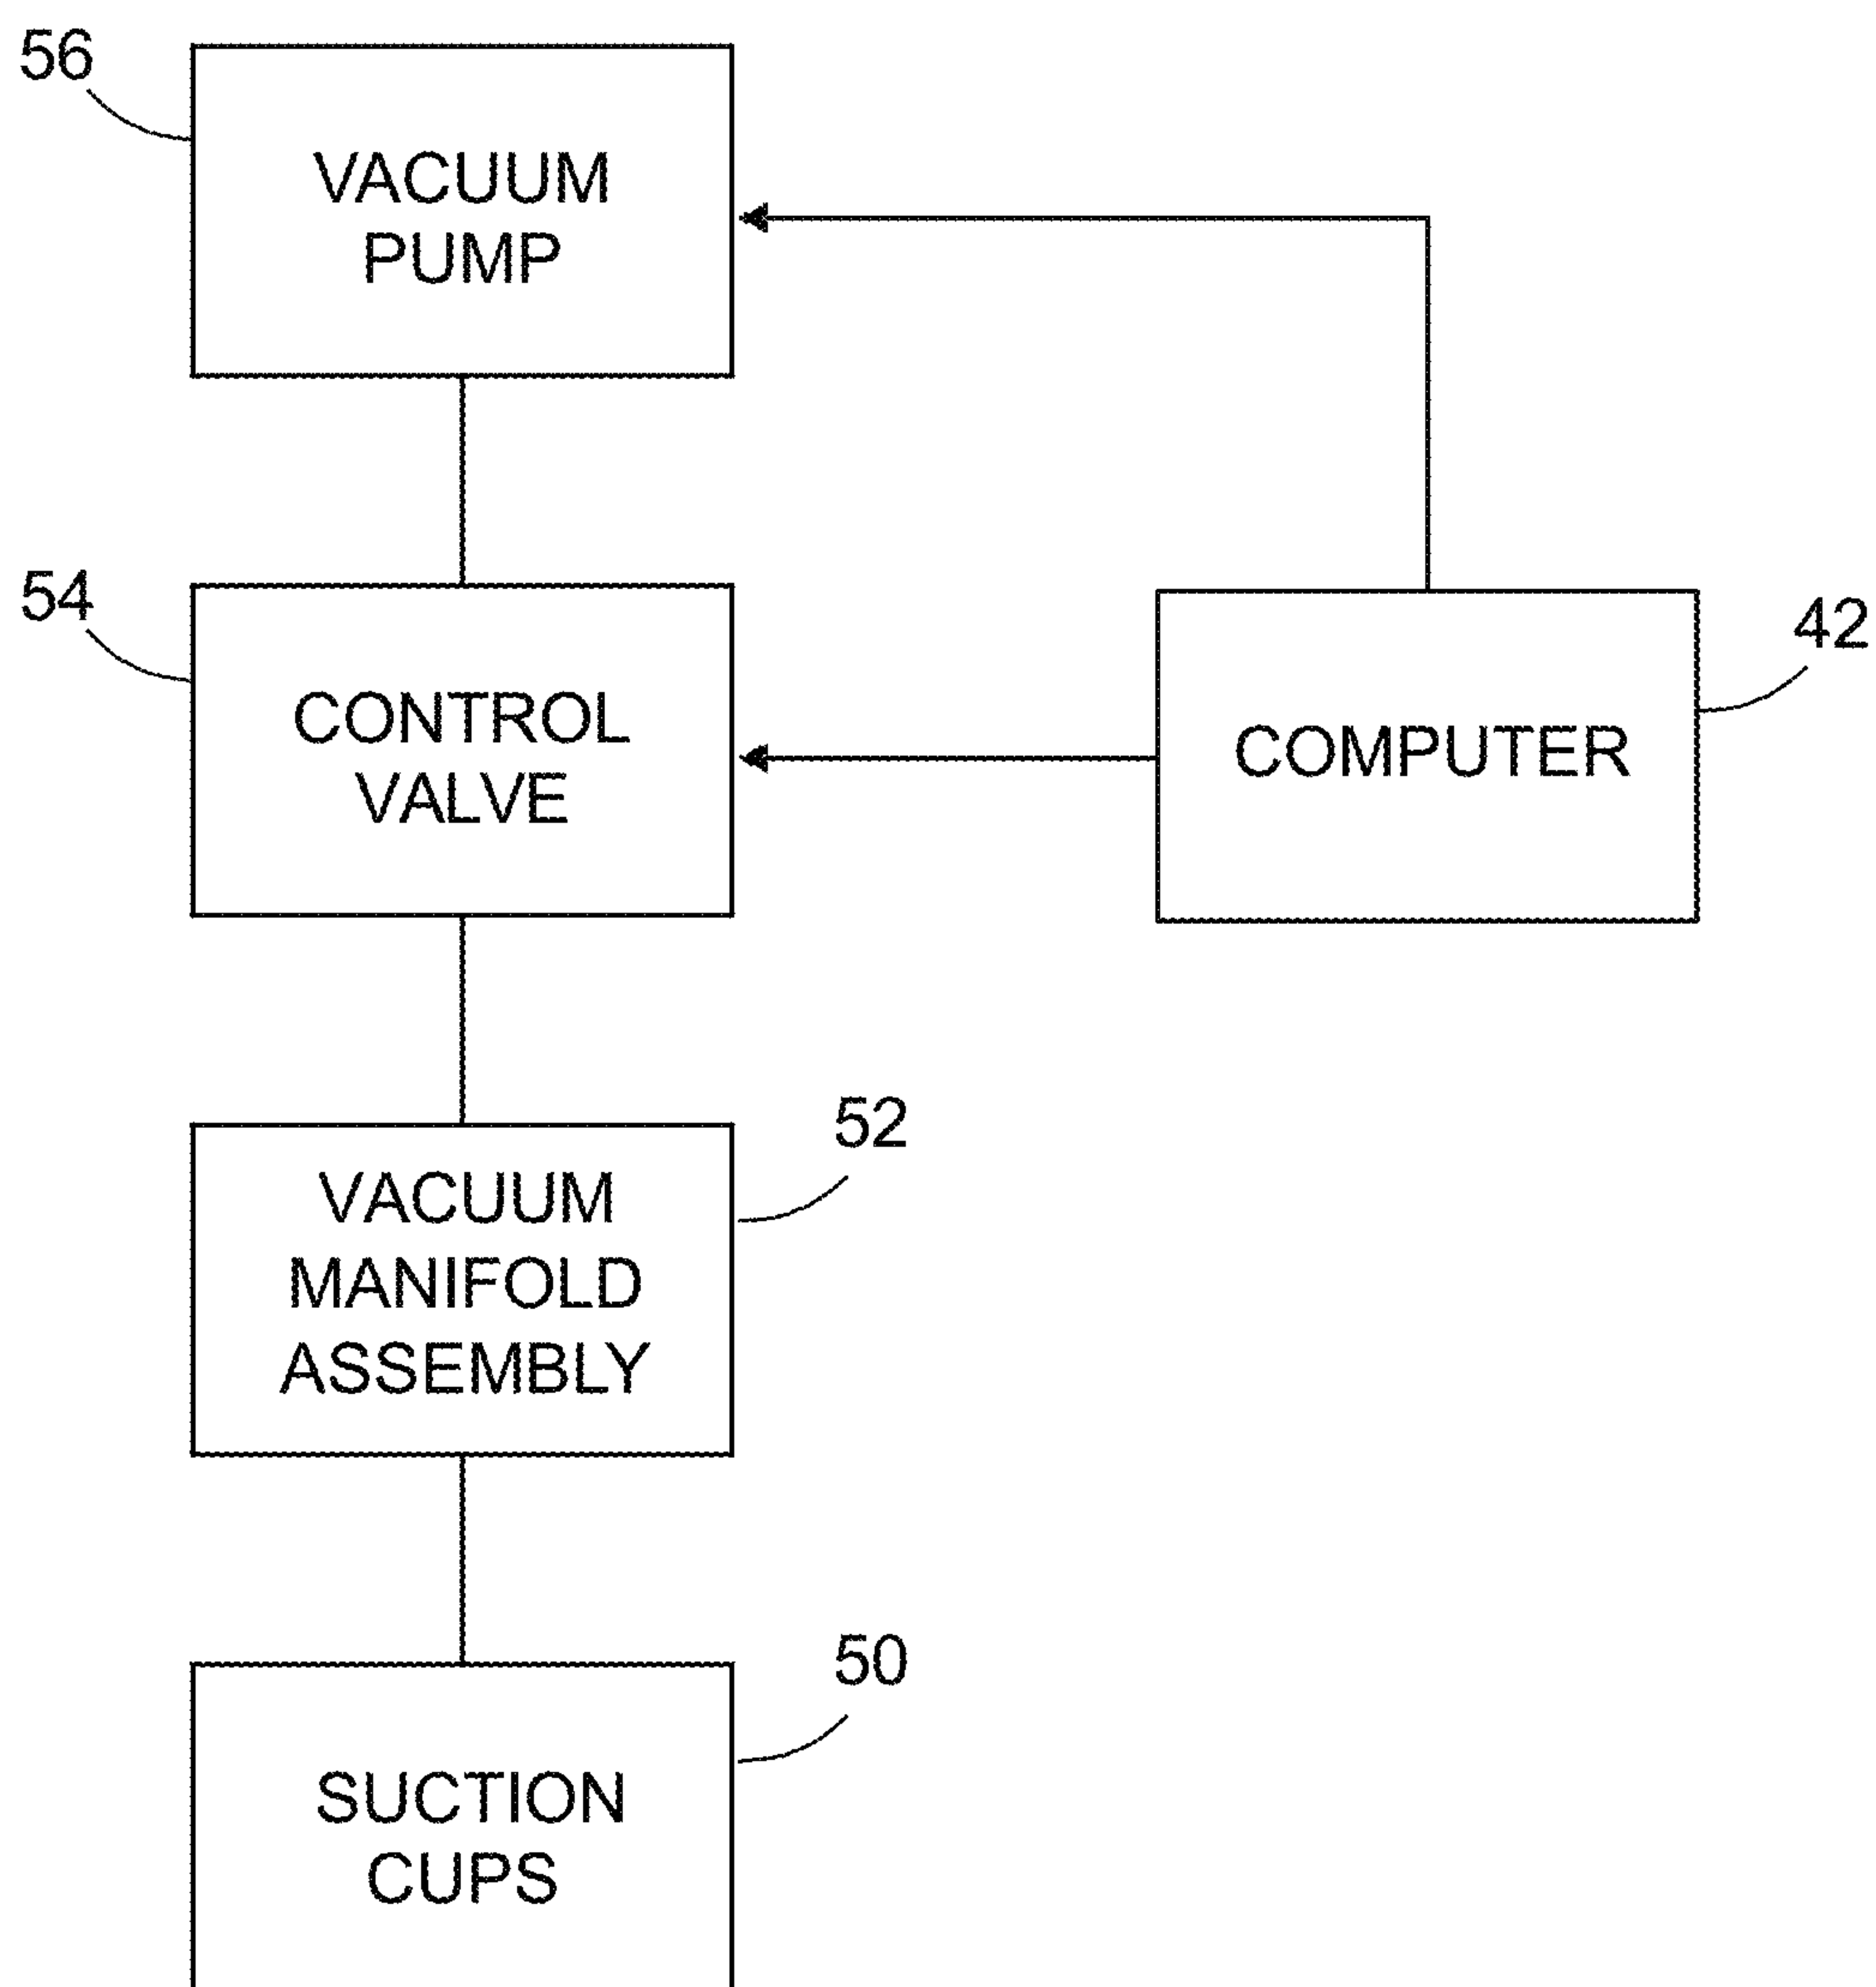 56
VACUUM
PUMP
54
CONTROL
VALVE
42
COMPUTER
52
VACUUM
MANIFOLD
ASSEMBLY
50
SUCTION
CUPS